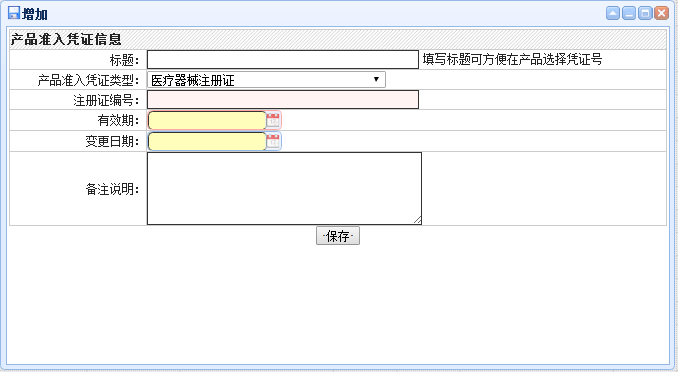 增加
产品准入凭证信息
标题： 填写标题可方便在产品选择凭证号
产品准入凭证类型： 医疗器械注册证
注册证编号：
有效期：
变更日期：
备注说明：
·保存·